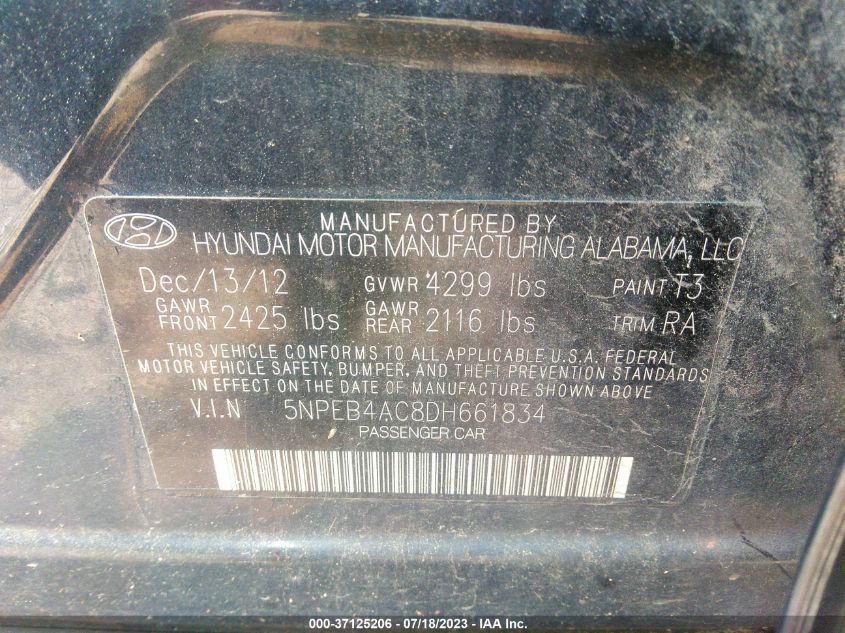 MANUFACTURED BY
HYUNDAI MOTOR MANUFACTURING ALABAMA, LLC
Dec/13/12 GVWR 4299 lbs PAINT T3
GAWR FRONT 2425 lbs GAWR REAR 2116 lbs TRIM RA
THIS VEHICLE CONFORMS TO ALL APPLICABLE U.S.A. FEDERAL
MOTOR VEHICLE SAFETY, BUMPER, AND THEFT PREVENTION STANDARDS
IN EFFECT ON THE DATE OF MANUFACTURE SHOWN ABOVE
V.I.N 5NPEB4AC8DH661834
PASSENGER CAR
000-37125206 - 07/18/2023 - IAA Inc.